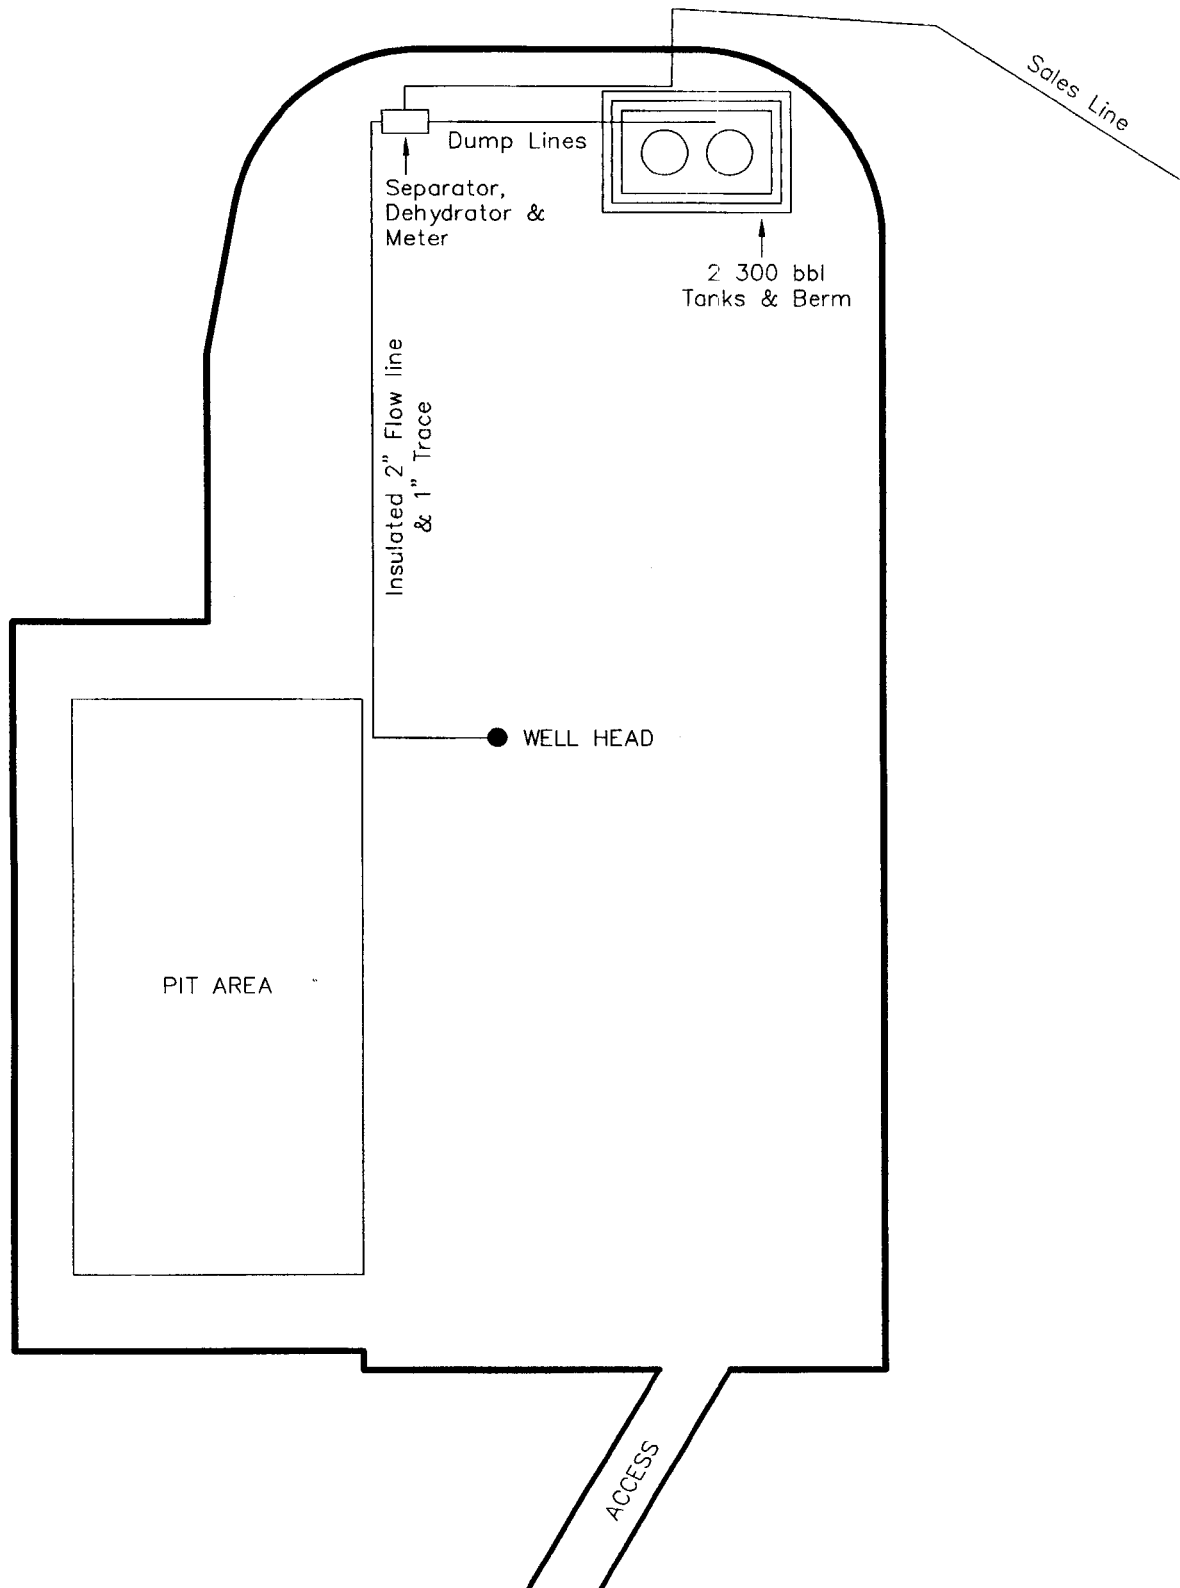 Sales Line
Dump Lines
Separator,
Dehydrator &
Meter
2 300 bbl
Tanks & Berm
Insulated 2" Flow line
& 1" Trace
WELL HEAD
PIT AREA
ACCESS